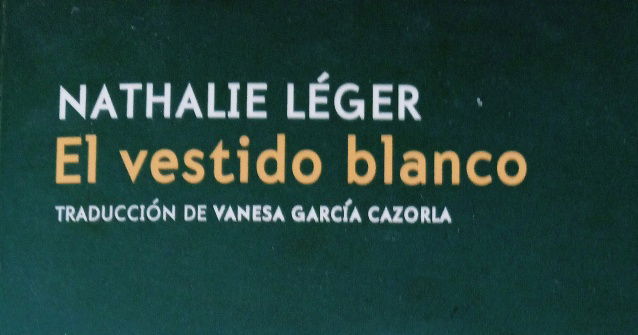 NATHALIE LÉGER
El vestido blanco
TRADUCCIÓN DE VANESA GARCÍA CAZORLA